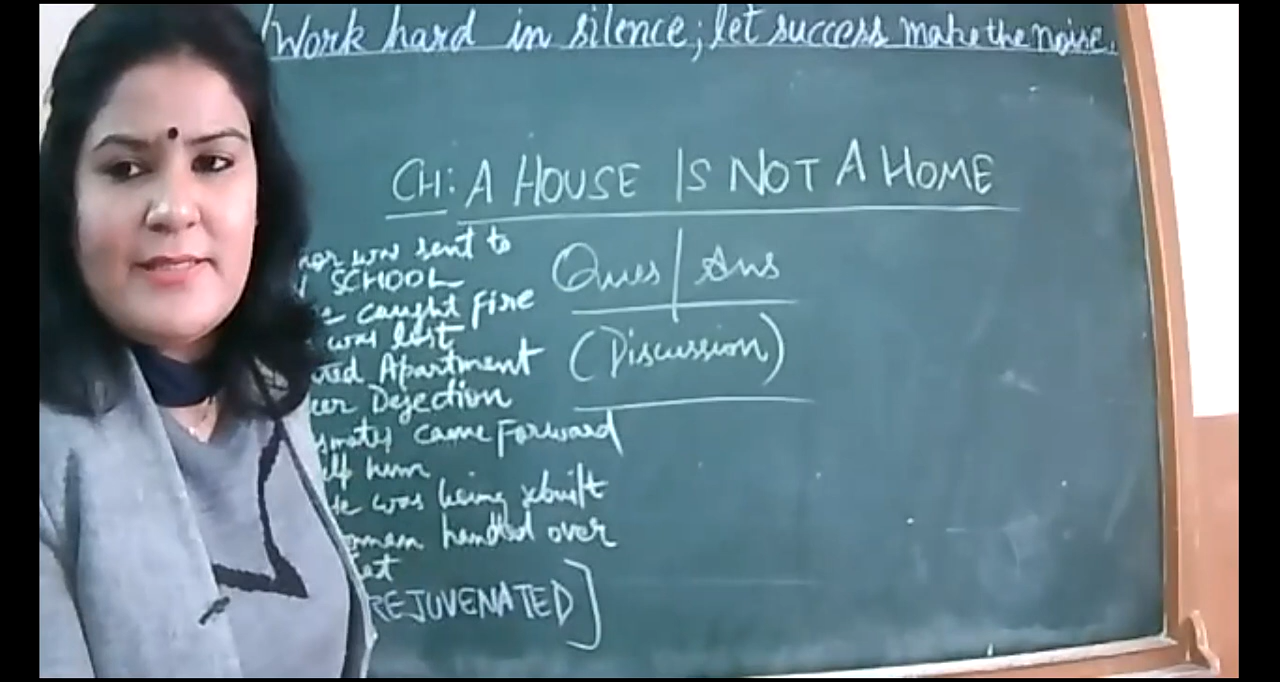 Work hard in silence; let success make the noise.
CH: A HOUSE IS NOT A HOME
sent to
SCHOOL
caught fire
was lost
Apartment
Dejection
came forward
him
was being rebuilt
handed over
REJUVENATED]
Ques/Ans
(Discussion)